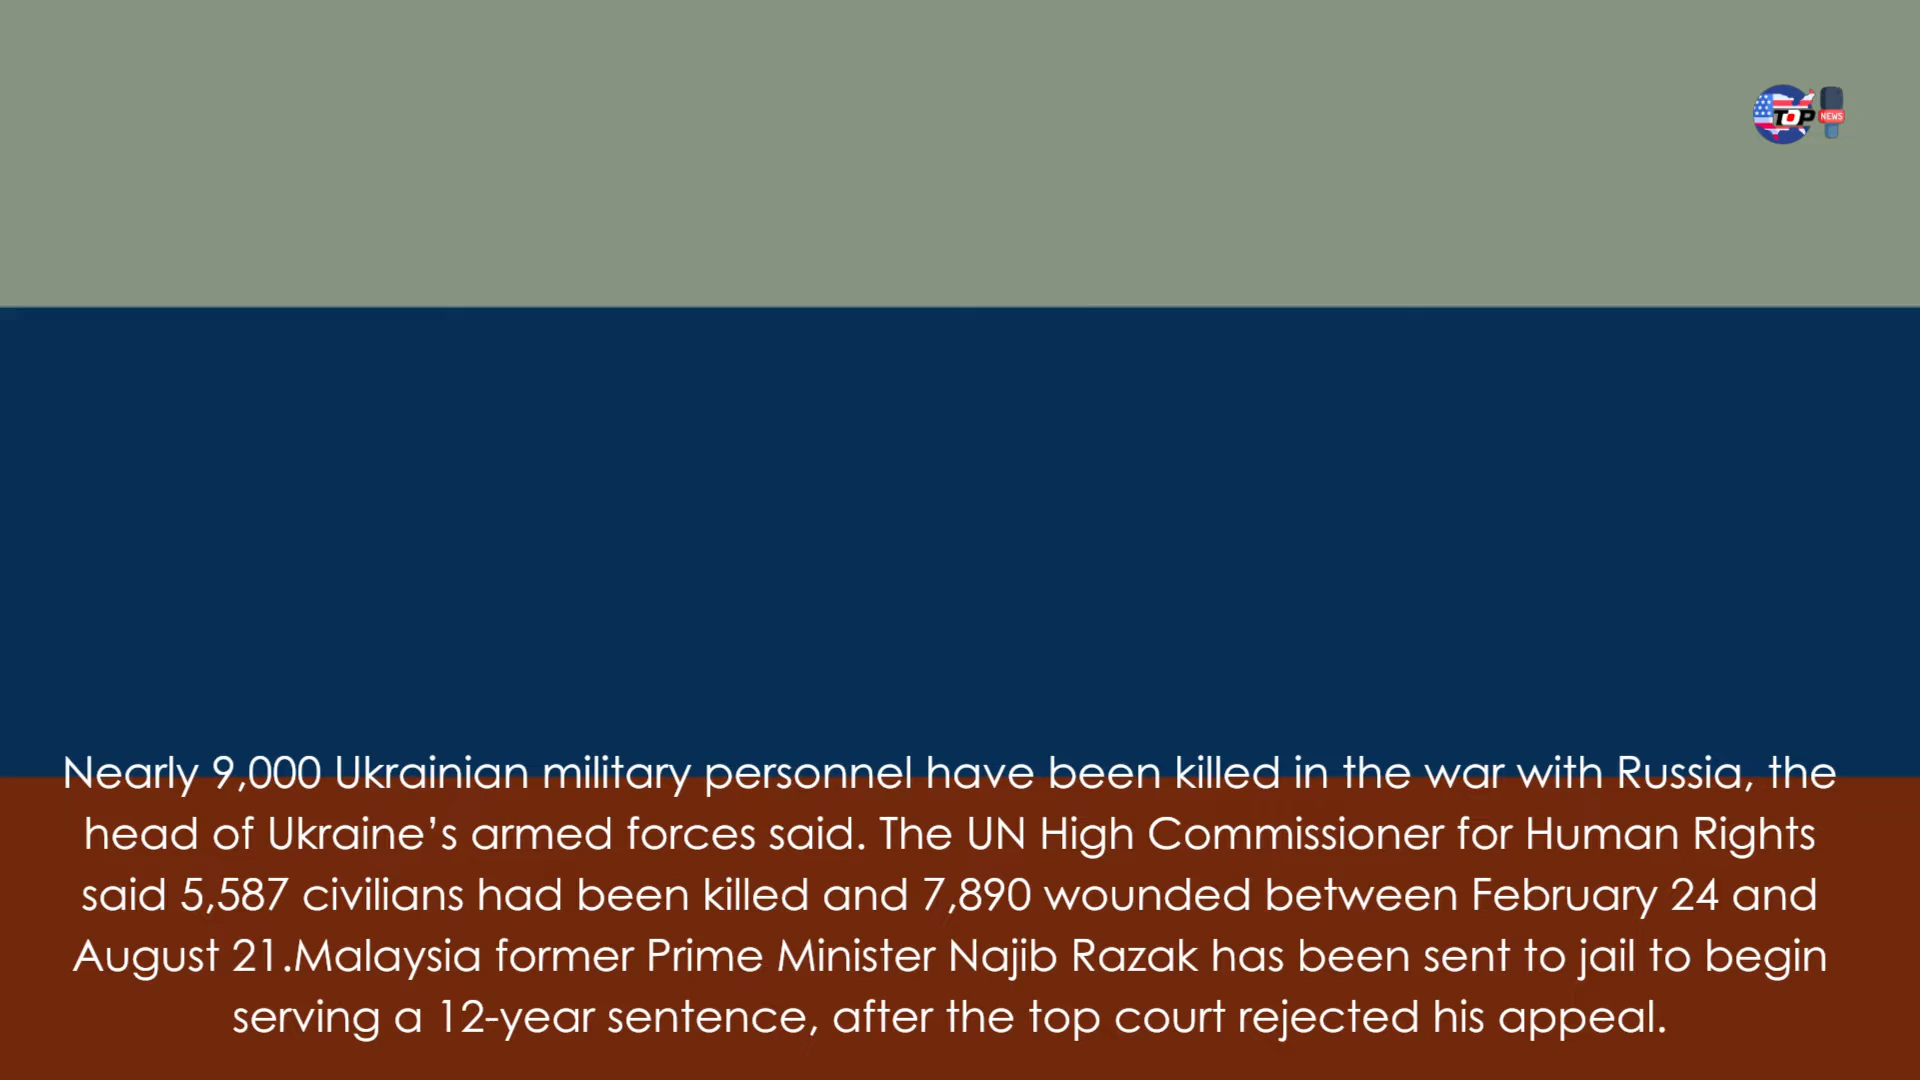 TOP
NEWS
Nearly 9,000 Ukrainian military personnel have been killed in the war with Russia, the
head of Ukraine’s armed forces said. The UN High Commissioner for Human Rights
said 5,587 civilians had been killed and 7,890 wounded between February 24 and
August 21.Malaysia former Prime Minister Najib Razak has been sent to jail to begin
serving a 12-year sentence, after the top court rejected his appeal.